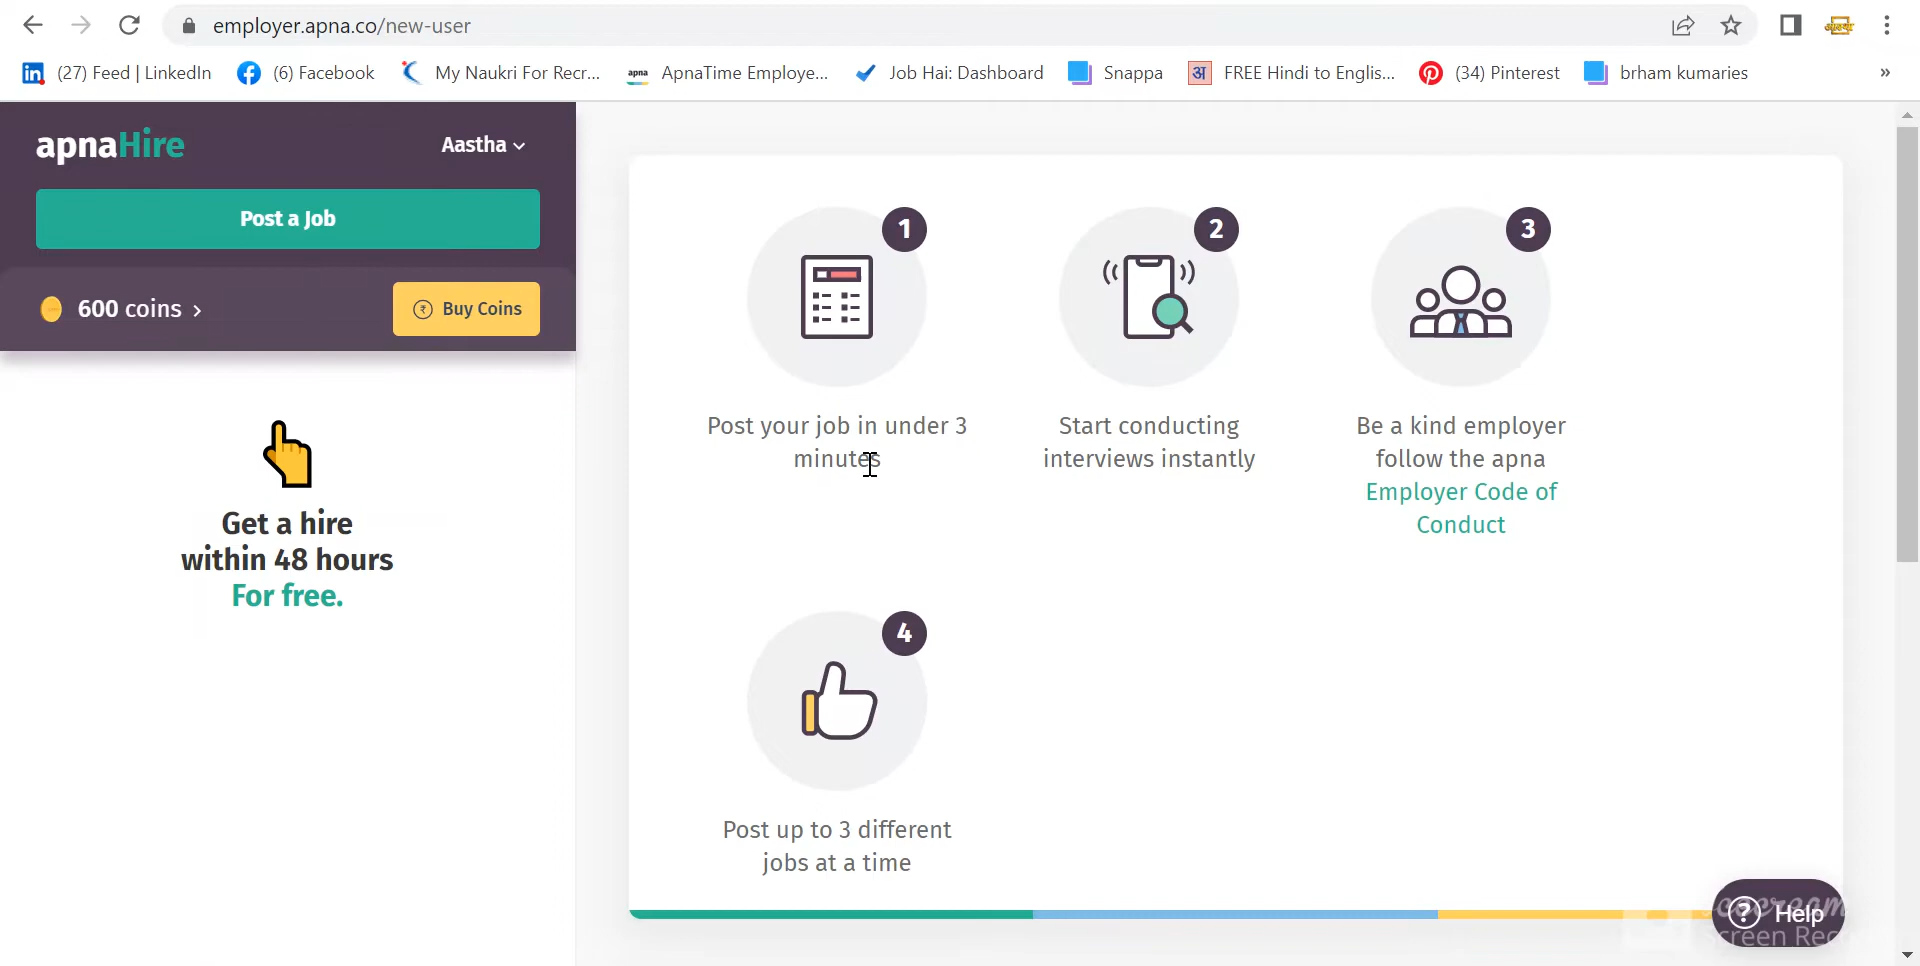 employer.apna.co/new-user
(27) Feed | LinkedIn
(6) Facebook
My Naukri For Recr...
apna
ApnaTime Employe...
Job Hai: Dashboard
Snappa
अ
FREE Hindi to Englis...
(34) Pinterest
brham kumaries
»
apnaHire
Aastha
Post a Job
600 coins >
₹ Buy Coins
Get a hire
within 48 hours
For free.
1
Post your job in under 3
minutes
2
Start conducting
interviews instantly
3
Be a kind employer
follow the apna
Employer Code of
Conduct
4
Post up to 3 different
jobs at a time
? Help
Screen Rec